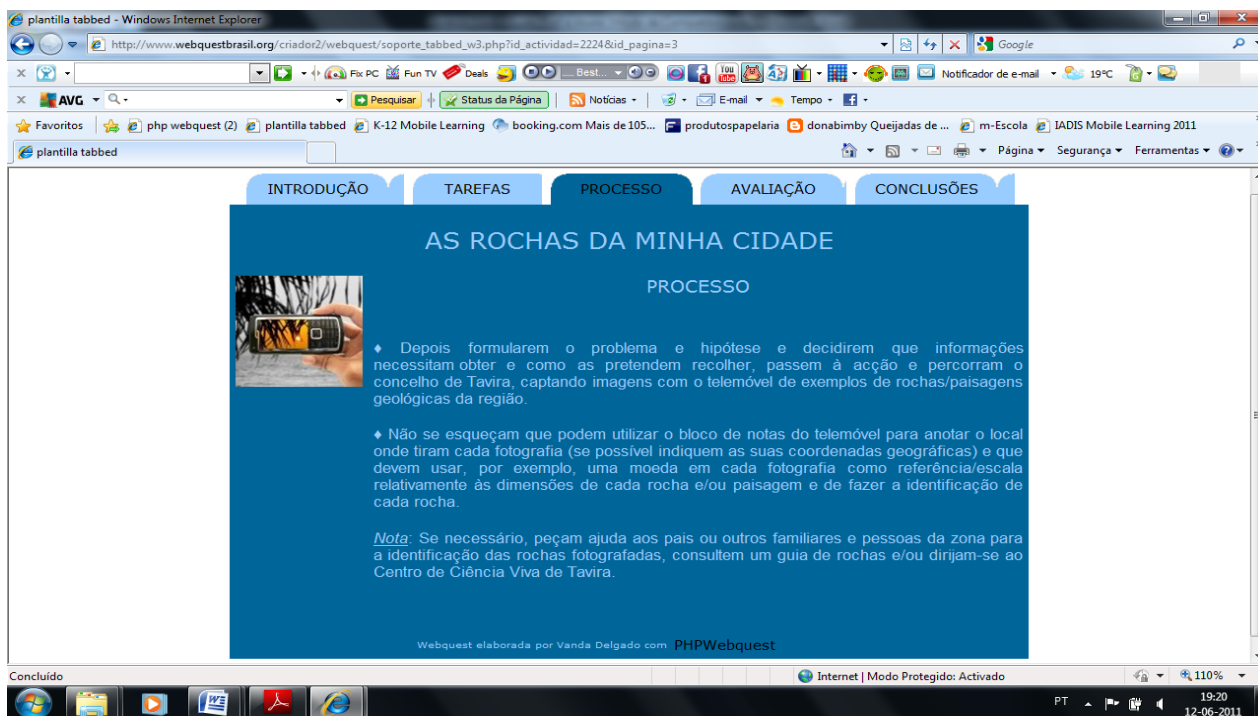 plantilla tabbed - Windows Internet Explorer
http://www.webquestbrasil.org/criador2/webquest/soporte_tabbed_w3.php?id_actividad=2224&id_pagina=3
Google
Fix PC Fun TV Deals Best... You Tube Notificador de e-mail 19ºC
AVG Pesquisar Status da Página Notícias E-mail Tempo
Favoritos php webquest (2) plantilla tabbed K-12 Mobile Learning booking.com Mais de 105... produtospapelaria donabimby Queijadas de ... m-Escola IADIS Mobile Learning 2011
plantilla tabbed Página Segurança Ferramentas
INTRODUÇÃO TAREFAS PROCESSO AVALIAÇÃO CONCLUSÕES
AS ROCHAS DA MINHA CIDADE
PROCESSO
♦ Depois formularem o problema e hipótese e decidirem que informações
necessitam obter e como as pretendem recolher, passem à acção e percorram o
concelho de Tavira, captando imagens com o telemóvel de exemplos de rochas/paisagens
geológicas da região.
♦ Não se esqueçam que podem utilizar o bloco de notas do telemóvel para anotar o local
onde tiram cada fotografia (se possível indiquem as suas coordenadas geográficas) e que
devem usar, por exemplo, uma moeda em cada fotografia como referência/escala
relativamente às dimensões de cada rocha e/ou paisagem e de fazer a identificação de
cada rocha.
Nota: Se necessário, peçam ajuda aos pais ou outros familiares e pessoas da zona para
a identificação das rochas fotografadas, consultem um guia de rochas e/ou dirijam-se ao
Centro de Ciência Viva de Tavira.
Webquest elaborada por Vanda Delgado com PHPWebquest
Concluído Internet | Modo Protegido: Activado 110%
PT 19:20
12-06-2011